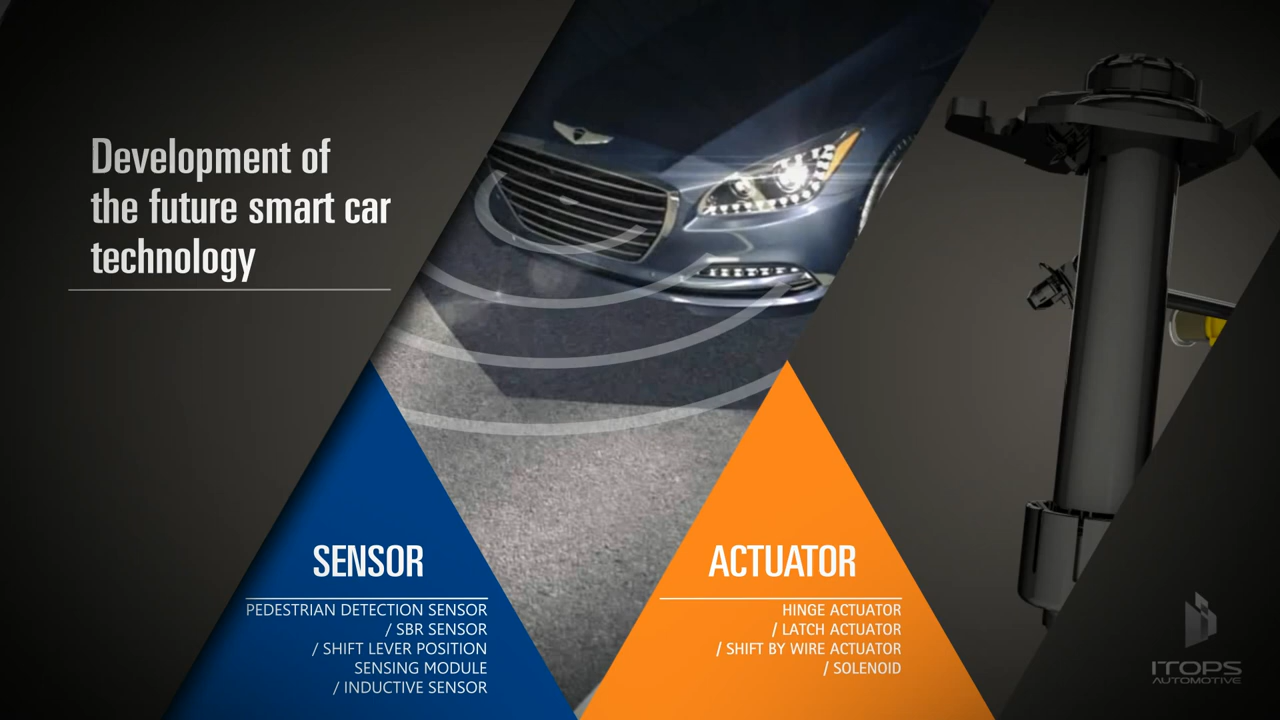 Development of
the future smart car
technology
SENSOR
PEDESTRIAN DETECTION SENSOR
/ SBR SENSOR
/ SHIFT LEVER POSITION
SENSING MODULE
/ INDUCTIVE SENSOR
ACTUATOR
HINGE ACTUATOR
/ LATCH ACTUATOR
/ SHIFT BY WIRE ACTUATOR
/ SOLENOID
ITOPS
AUTOMOTIVE